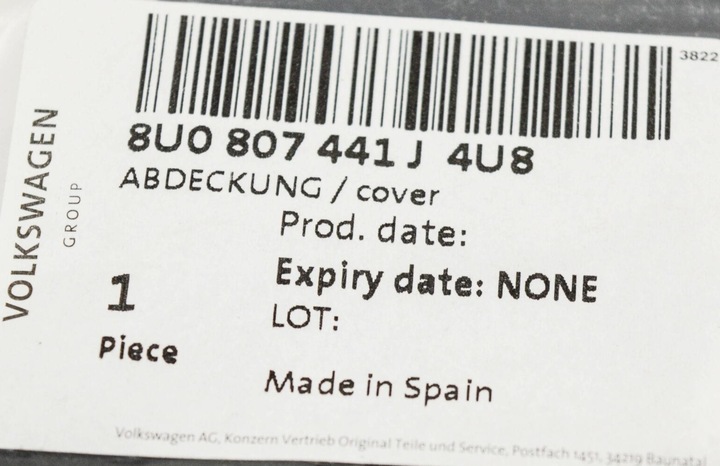 3822
8U0 807 441 J 4U8
ABDECKUNG / cover
VOLKSWAGEN
GROUP
Prod. date:
Expiry date: NONE
LOT:
1
Piece
Made in Spain
Volkswagen AG, Konzern Vertrieb Original Teile und Service, Postfach 1451, 34219 Baunatal